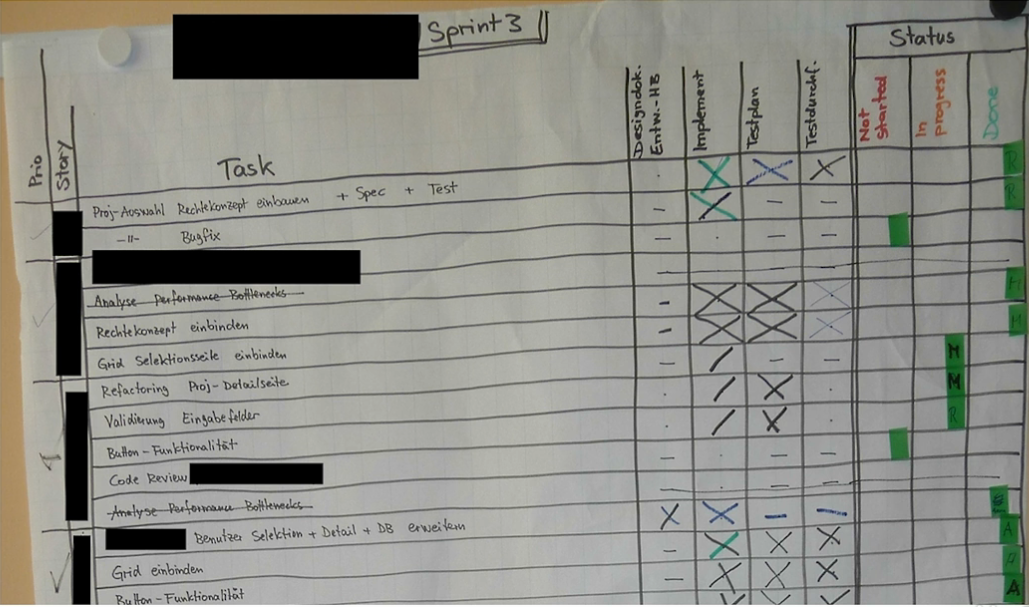 Sprint 3
Status
Prio
Story
Task
Designdok.
Entw.-HB
Implement
Testplan
Testdurchf.
Not started
In progress
Done
Proj-Auswahl Rechtekonzept einbauen + Spec + Test
R
-"- Bugfix
R
Analyse Performance Bottlenecks
Rechtekonzept einbinden
M
Grid Selektionsseite einbinden
M
Refactoring Proj-Detailseite
M
Validierung Eingabefelder
M
Button-Funktionalität
R
Code Review
Analyse Performance Bottlenecks
Benutzer Selektion + Detail + DB erweitern
Grid einbinden
A
Button-Funktionalität
A
A